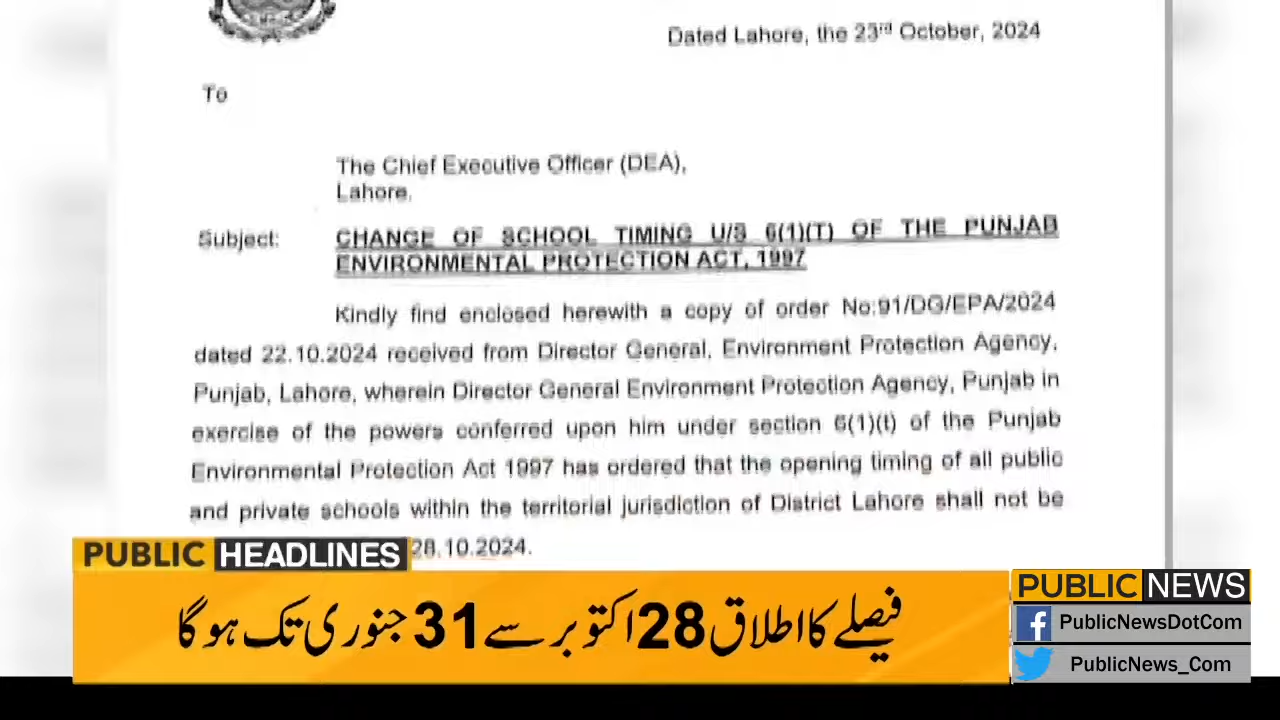 Dated Lahore, the 23rd October, 2024
To
The Chief Executive Officer (DEA),
Lahore.
Subject:
CHANGE OF SCHOOL TIMING U/S 6(1)(T) OF THE PUNJAB
ENVIRONMENTAL PROTECTION ACT, 1997
Kindly find enclosed herewith a copy of order No:91/DG/EPA/2024
dated 22.10.2024 received from Director General, Environment Protection Agency,
Punjab, Lahore, wherein Director General Environment Protection Agency, Punjab in
exercise of the powers conferred upon him under section 6(1)(t) of the Punjab
Environmental Protection Act 1997 has ordered that the opening timing of all public
and private schools within the territorial jurisdiction of District Lahore shall not be
28.10.2024.
PUBLIC HEADLINES
فیصلے کا اطلاق 28 اکتوبر سے 31 جنوری تک ہوگا
PUBLIC NEWS
PublicNewsDotCom
PublicNews_Com